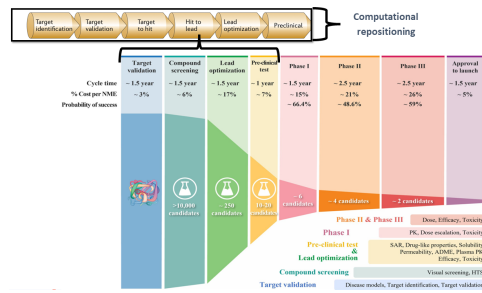 Target identification
Target validation
Target to hit
Hit to lead
Lead optimization
Preclinical
Computational repositioning
Target validation
Compound screening
Lead optimization
Pre-clinical test
Phase I
Phase II
Phase III
Approval to launch
Cycle time
~ 1.5 year
~ 1.5 year
~ 1.5 year
~ 1 year
~ 1.5 year
~ 2.5 year
~ 2.5 year
~ 1.5 year
% Cost per NME
~ 3%
~ 6%
~ 17%
~ 7%
~ 15%
~ 21%
~ 26%
~ 5%
Probability of success
~ 66.4%
~ 48.6%
~ 59%
>10,000 candidates
~ 250 candidates
10-20 candidates
~ 6 candidates
~ 4 candidates
~ 2 candidates
Phase II & Phase III
Dose, Efficacy, Toxicity
Phase I
PK, Dose escalation, Toxicity
Pre-clinical test
&
Lead optimization
SAR, Drug-like properties, Solubility
Permeability, ADME, Plasma PK
Efficacy, Toxicity
Compound screening
Visual screening, HTS
Target validation
Disease models, Target identification, Target validation